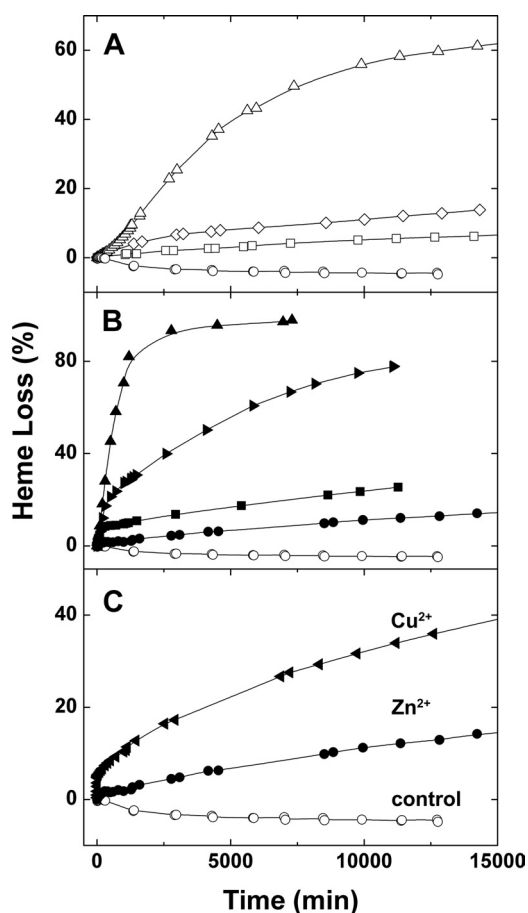 A
60
40
20
0
B
80
40
0
Heme Loss (%)
C
40
20
0
Cu²⁺
Zn²⁺
control
0
5000
10000
15000
Time (min)